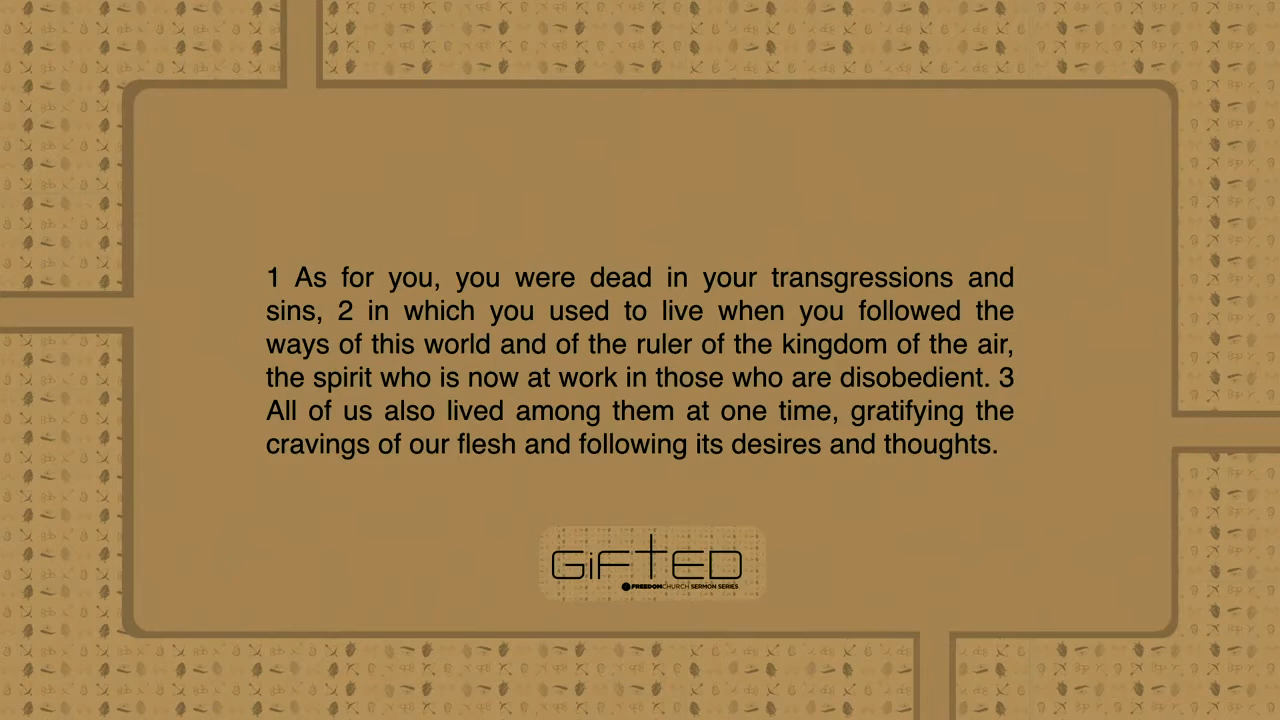 1 As for you, you were dead in your transgressions and
sins, 2 in which you used to live when you followed the
ways of this world and of the ruler of the kingdom of the air,
the spirit who is now at work in those who are disobedient. 3
All of us also lived among them at one time, gratifying the
cravings of our flesh and following its desires and thoughts.
GiFtED
FREEDOMCHURCH SERMON SERIES